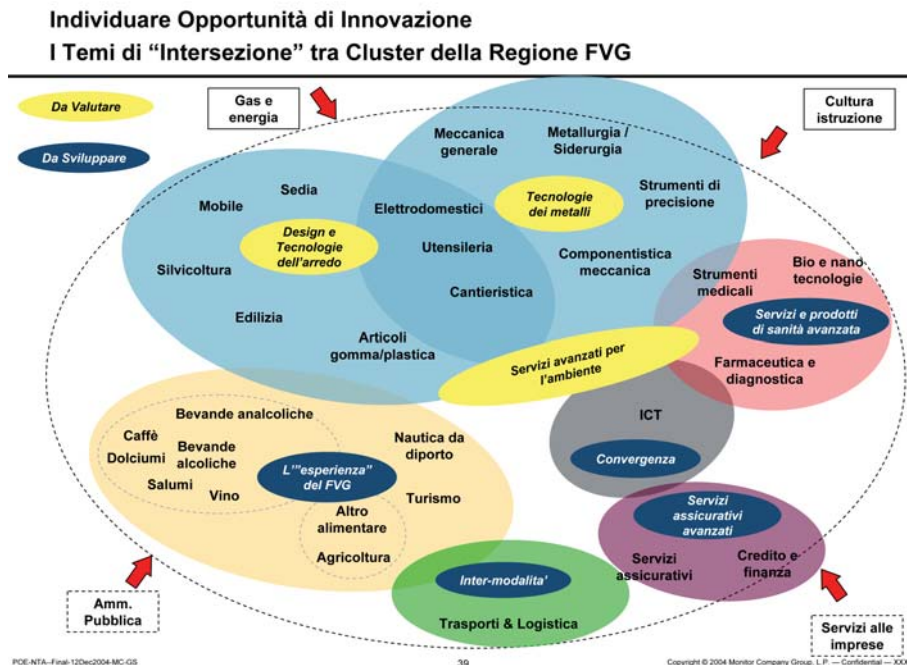 Individuare Opportunità di Innovazione
I Temi di “Intersezione” tra Cluster della Regione FVG
Da Valutare
Da Sviluppare
Gas e
energia
Cultura
istruzione
Meccanica
generale
Metallurgia /
Siderurgia
Sedia
Mobile
Elettrodomestici
Tecnologie
dei metalli
Strumenti di
precisione
Design e
Tecnologie
dell'arredo
Utensileria
Silvicoltura
Componentistica
meccanica
Cantieristica
Strumenti
medicali
Bio e nano
tecnologie
Edilizia
Servizi e prodotti
di sanità avanzata
Articoli
gomma/plastica
Servizi avanzati per
l'ambiente
Farmaceutica e
diagnostica
Bevande analcoliche
ICT
Caffè
Dolciumi
Bevande
alcoliche
Nautica da
diporto
Convergenza
L'"esperienza"
del FVG
Salumi
Vino
Turismo
Altro
alimentare
Servizi
assicurativi
avanzati
Agricoltura
Servizi
assicurativi
Credito e
finanza
Inter-modalita'
Trasporti & Logistica
Amm.
Pubblica
Servizi alle
imprese
POE-NTA--Final-12Dec2004-MC-GS
39
Copyright © 2004 Monitor Company Group, L.P. — Confidential — XXX